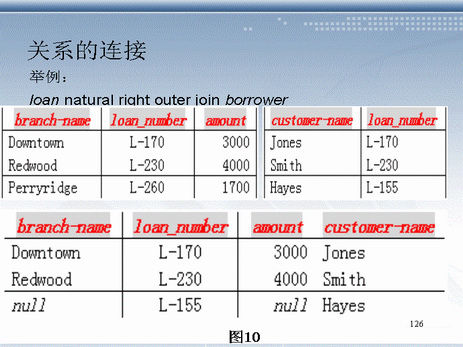 关系的连接
举例：
loan natural right outer join borrower
branch-name loan_number amount customer-name loan_number
Downtown L-170 3000 Jones L-170
Redwood L-230 4000 Smith L-230
Perryridge L-260 1700 Hayes L-155
branch-name loan_number amount customer-name
Downtown L-170 3000 Jones
Redwood L-230 4000 Smith
null L-155 null Hayes
126
图10